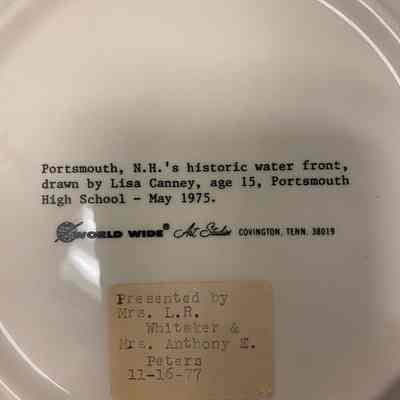 Portsmouth, N.H.'s historic water front,
drawn by Lisa Canney, age 15, Portsmouth
High School - May 1975.
WORLD WIDE® Art Studios COVINGTON, TENN. 38019
Presented by
Mrs. L.R.
Whitaker &
Mrs. Anthony E.
Peters
11-16-77